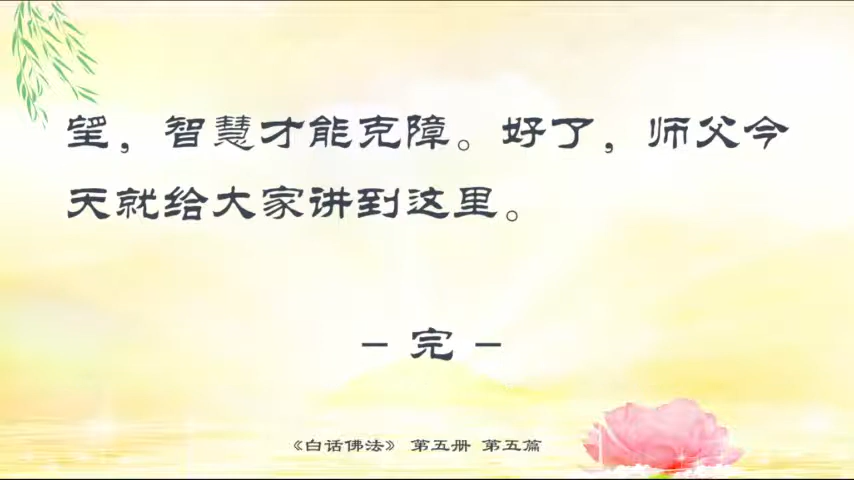 望，智慧才能克障。好了，师父今
天就给大家讲到这里。
- 完 -
《白话佛法》 第五册 第五篇